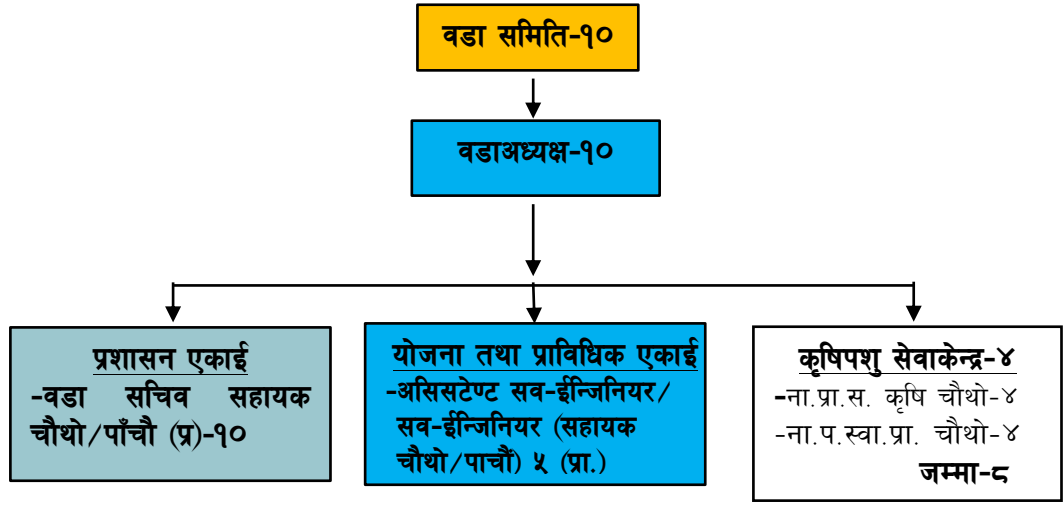 वडा समिति-१०
वडाअध्यक्ष-१०
प्रशासन एकाई
-वडा सचिव सहायक
चौथो/पाँचौ (प्र)-१०
योजना तथा प्राविधिक एकाई
-असिसटेण्ट सव-ईन्जिनियर/
सव-ईन्जिनियर (सहायक
चौथो/पाचौं) ५ (प्रा.)
कृषिपशु सेवाकेन्द्र-४
-ना.प्रा.स. कृषि चौथो-४
-ना.प.स्वा.प्रा. चौथो-४
जम्मा-८